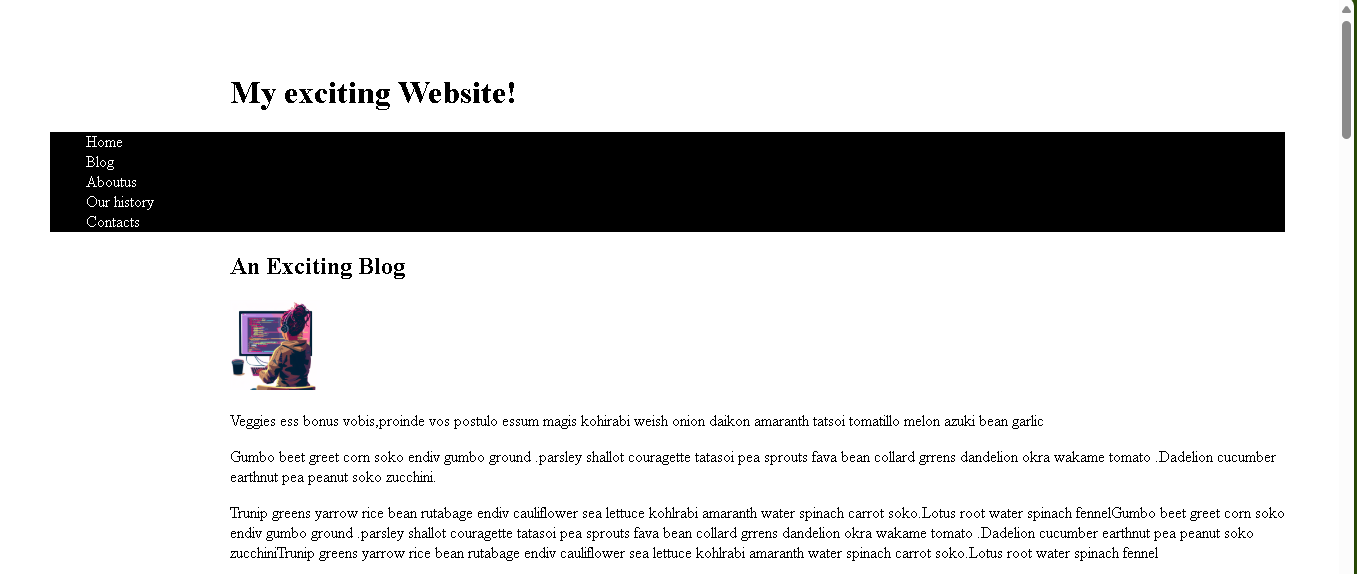 My exciting Website!
Home
Blog
Aboutus
Our history
Contacts
An Exciting Blog
Veggies ess bonus vobis,proinde vos postulo essum magis kohirabi weish onion daikon amaranth tatsoi tomatillo melon azuki bean garlic
Gumbo beet greet corn soko endiv gumbo ground .parsley shallot couragette tatasoi pea sprouts fava bean collard grrens dandelion okra wakame tomato .Dadelion cucumber
earthnut pea peanut soko zucchini.
Trunip greens yarrow rice bean rutabage endiv cauliflower sea lettuce kohlrabi amaranth water spinach carrot soko.Lotus root water spinach fennelGumbo beet greet corn soko
endiv gumbo ground .parsley shallot couragette tatasoi pea sprouts fava bean collard grrens dandelion okra wakame tomato .Dadelion cucumber earthnut pea peanut soko
zucchiniTrunip greens yarrow rice bean rutabage endiv cauliflower sea lettuce kohlrabi amaranth water spinach carrot soko.Lotus root water spinach fennel